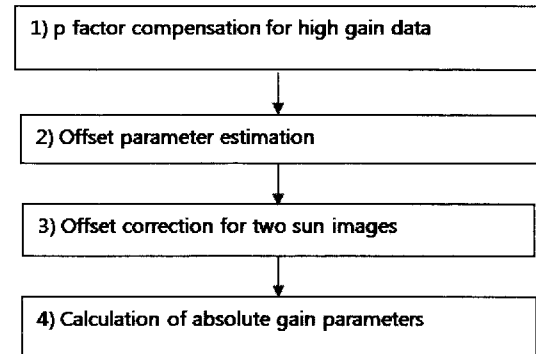 1) p factor compensation for high gain data
2) Offset parameter estimation
3) Offset correction for two sun images
4) Calculation of absolute gain parameters